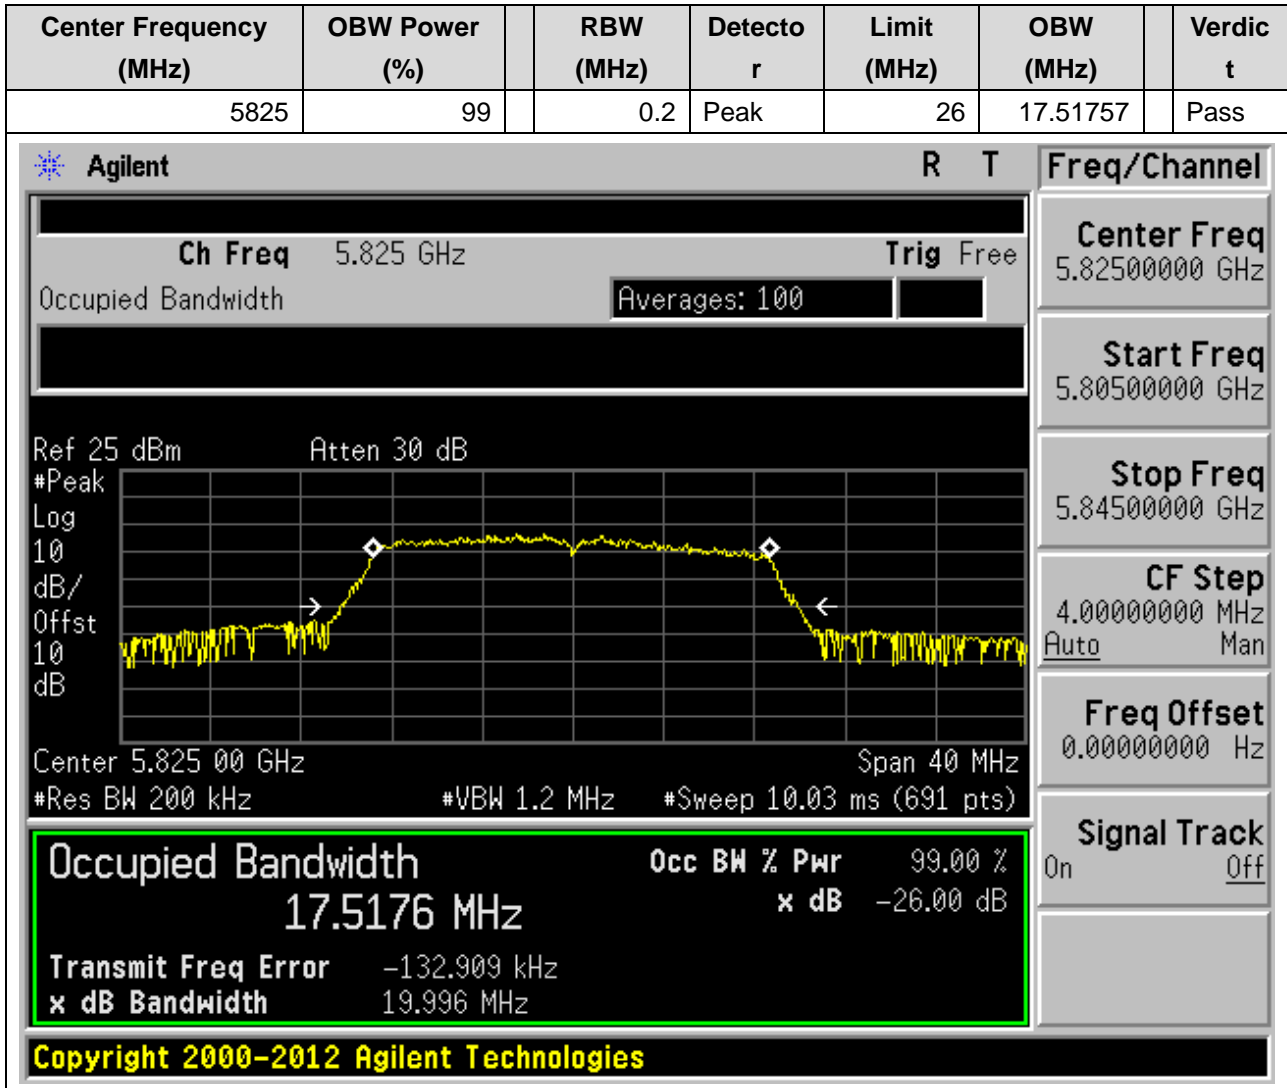 Center Frequency (MHz) OBW Power (%) RBW (MHz) Detecto r Limit (MHz) OBW (MHz) Verdic t
5825 99 0.2 Peak 26 17.51757 Pass
Agilent R T Freq/Channel
Ch Freq 5.825 GHz Trig Free
Occupied Bandwidth Averages: 100
Center Freq
5.82500000 GHz
Start Freq
5.80500000 GHz
Stop Freq
5.84500000 GHz
CF Step
4.00000000 MHz
Auto Man
Freq Offset
0.00000000 Hz
Signal Track
On Off
Ref 25 dBm Atten 30 dB
#Peak
Log
10
dB/
Offst
10
dB
Center 5.825 00 GHz Span 40 MHz
#Res BW 200 kHz #VBW 1.2 MHz #Sweep 10.03 ms (691 pts)
Occupied Bandwidth Occ BW % Pwr 99.00 %
17.5176 MHz x dB -26.00 dB
Transmit Freq Error -132.909 kHz
x dB Bandwidth 19.996 MHz
Copyright 2000-2012 Agilent Technologies